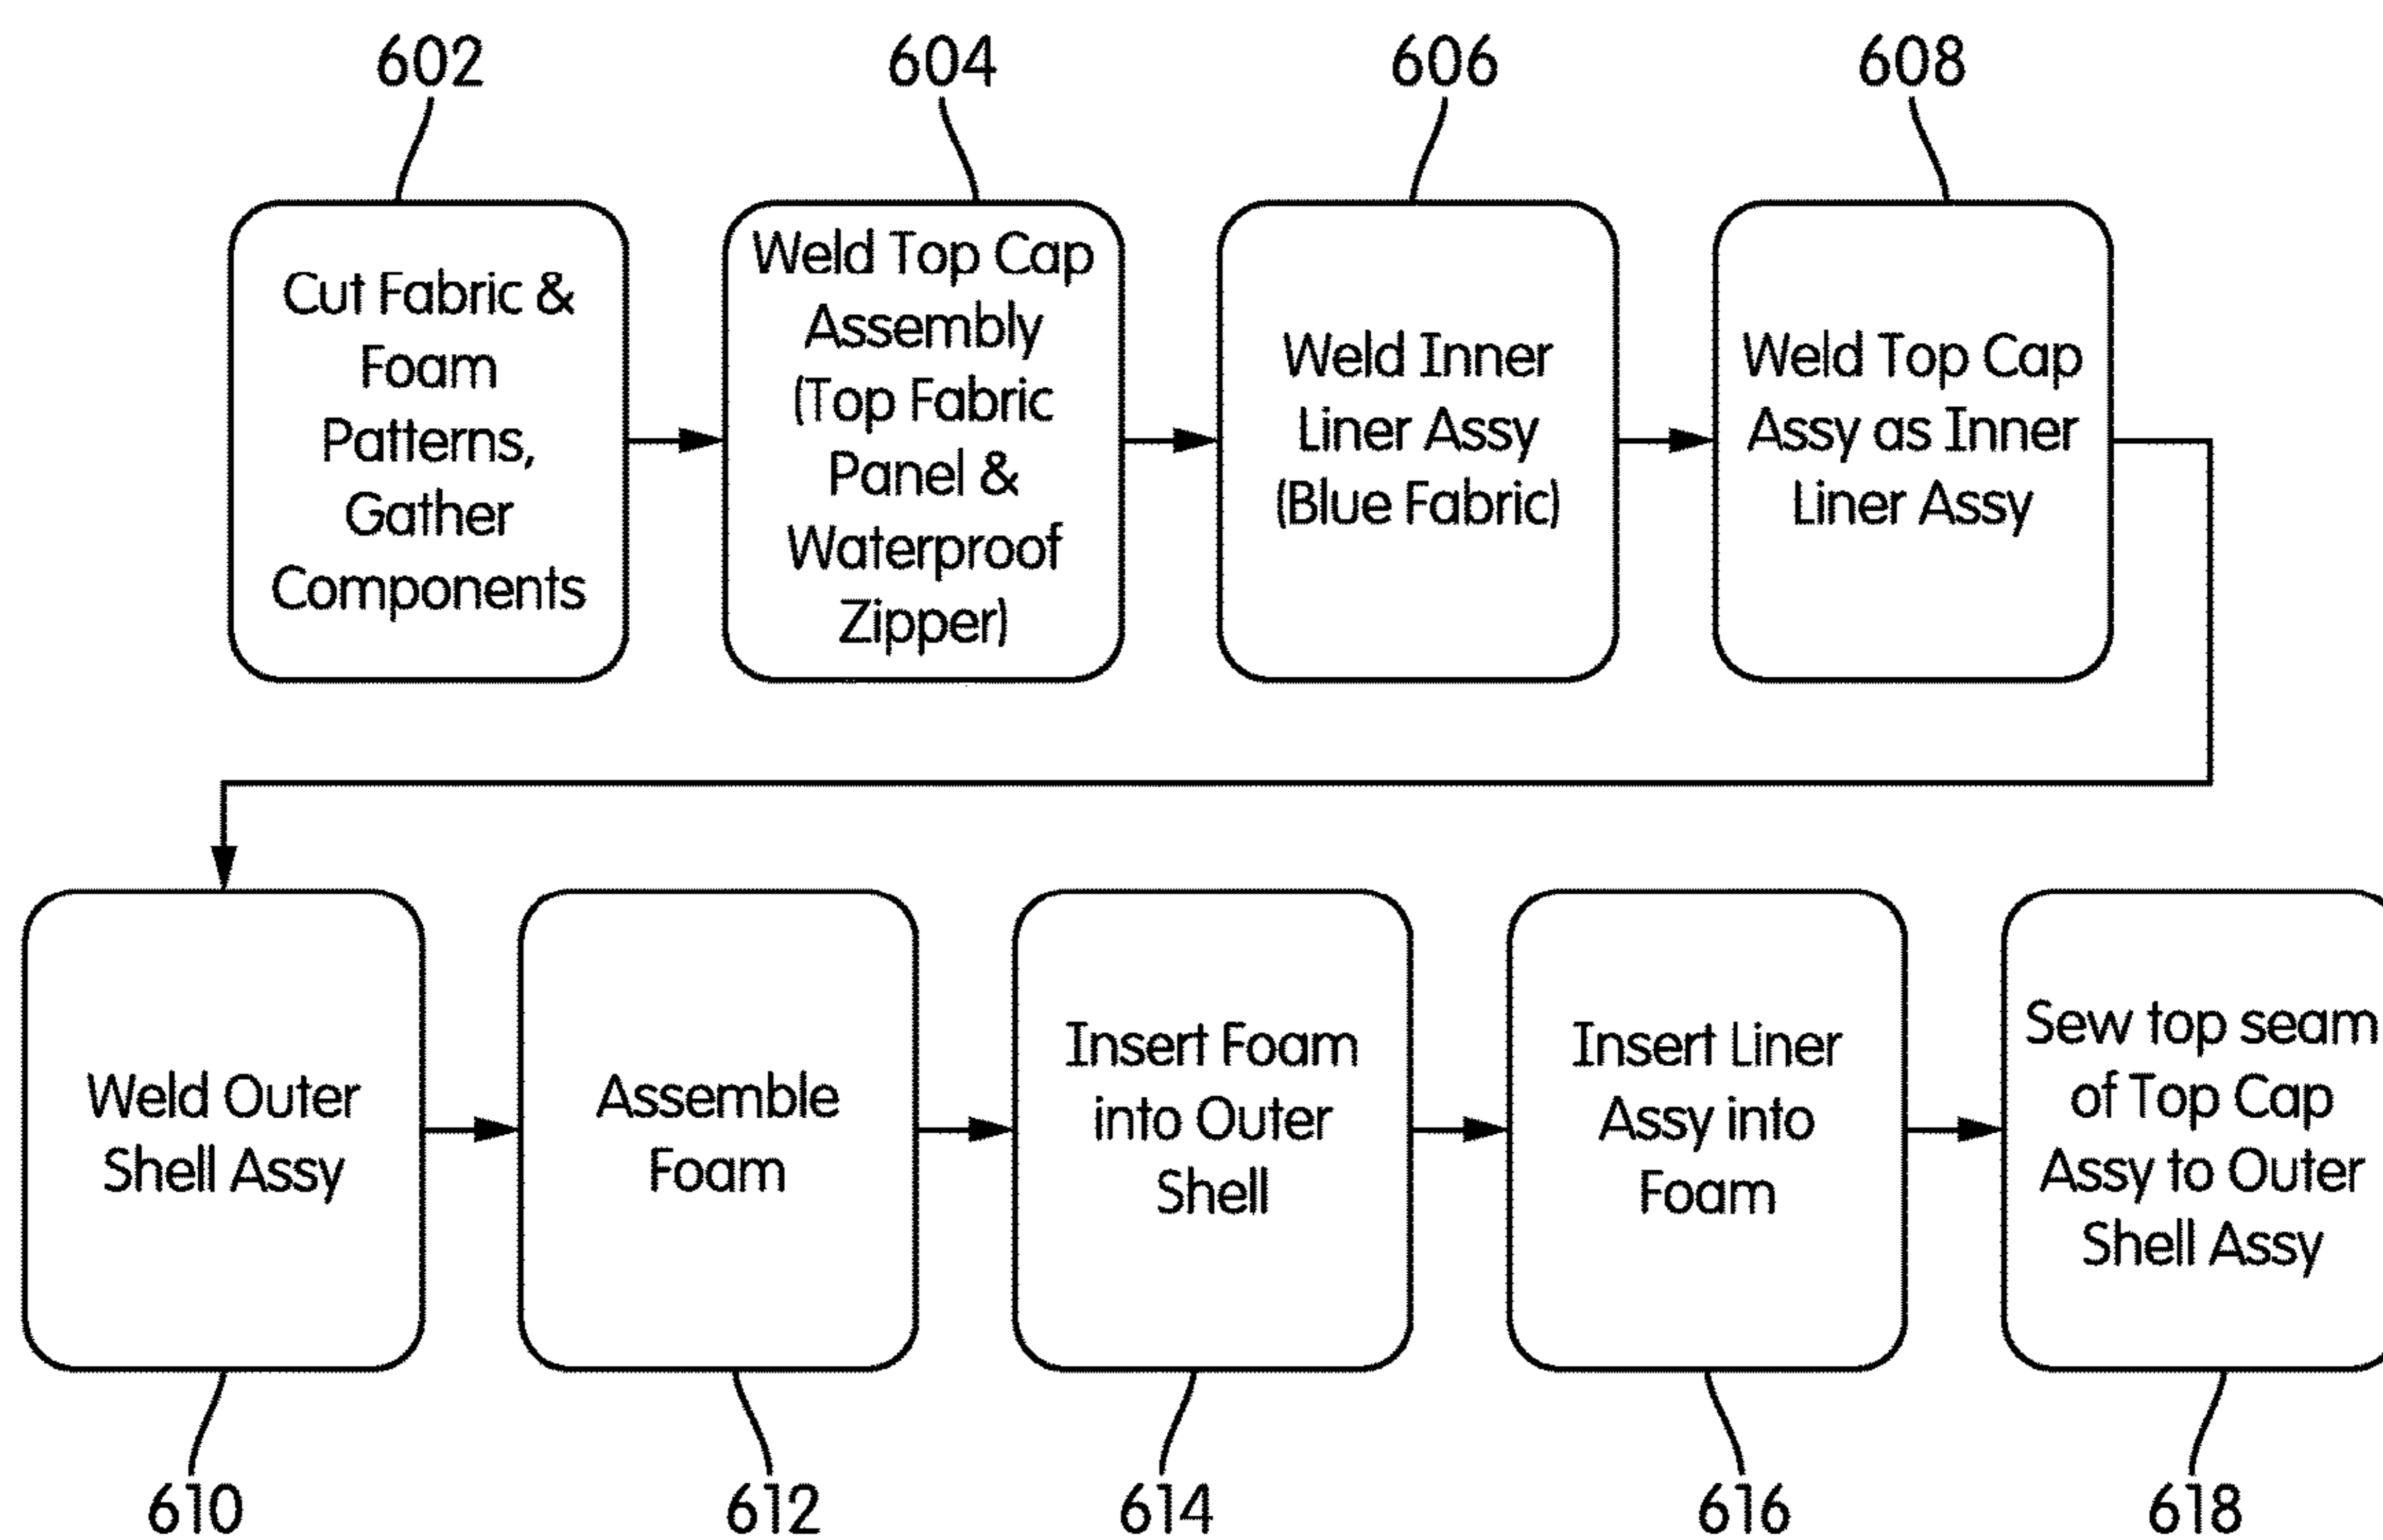 602
604
606
608
Cut Fabric &
Foam
Patterns,
Gather
Components
Weld Top Cap
Assembly
(Top Fabric
Panel &
Waterproof
Zipper)
Weld Inner
Liner Assy
(Blue Fabric)
Weld Top Cap
Assy as Inner
Liner Assy
Weld Outer
Shell Assy
Assemble
Foam
Insert Foam
into Outer
Shell
Insert Liner
Assy into
Foam
Sew top seam
of Top Cap
Assy to Outer
Shell Assy
610
612
614
616
618